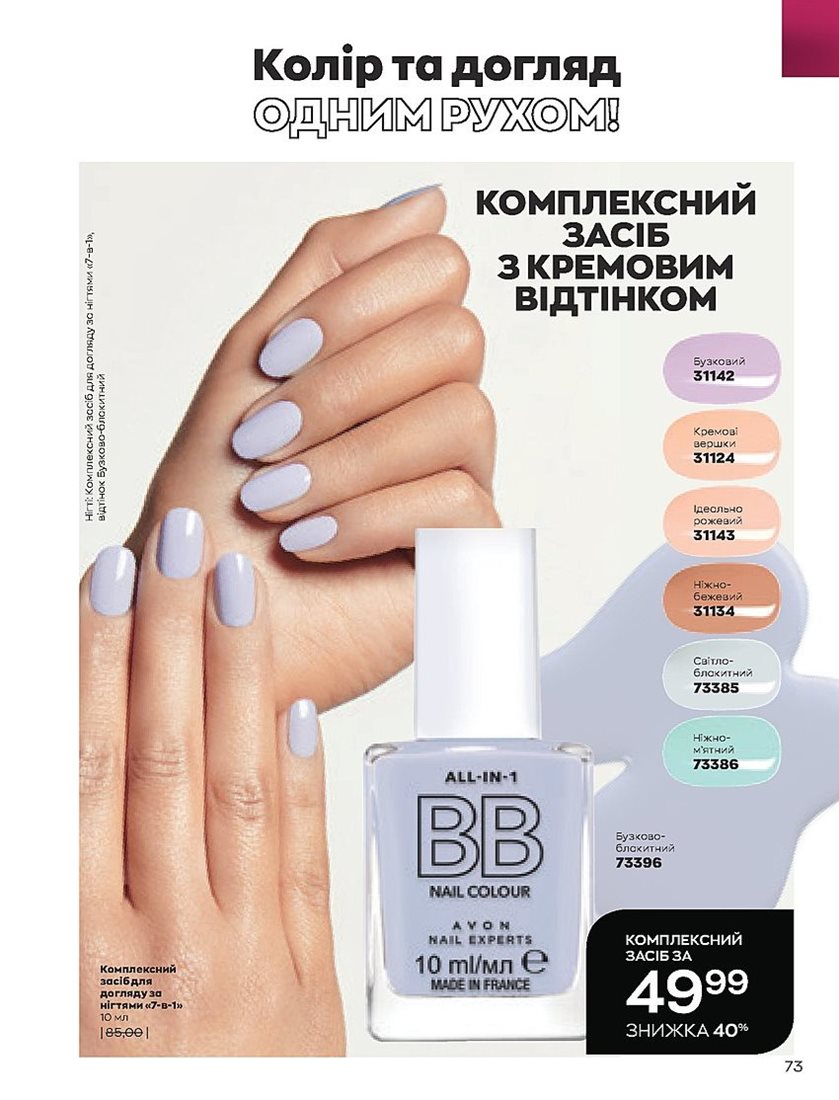 Колір та догляд
ОДНИМ РУХОМ!
КОМПЛЕКСНИЙ
ЗАСІБ
З КРЕМОВИМ
ВІДТІНКОМ
Нігті: Комплексний засіб для догляду за нігтями «7-в-1»,
відтінок Бузково-блакитний
Бузковий
31142
Кремові
вершки
31124
Ідеально
рожевий
31143
Ніжно-
бежевий
31134
Світло-
блакитний
73385
Ніжно-
м'ятний
73386
Бузково-
блакитний
73396
ALL-IN-1
BB
NAIL COLOUR
AVON
NAIL EXPERTS
10 ml/мл ℮
MADE IN FRANCE
Комплексний
засіб для
догляду за
нігтями «7-в-1»
10 мл
| 85,00 |
КОМПЛЕКСНИЙ
ЗАСІБ ЗА
49⁹⁹
ЗНИЖКА 40%
73